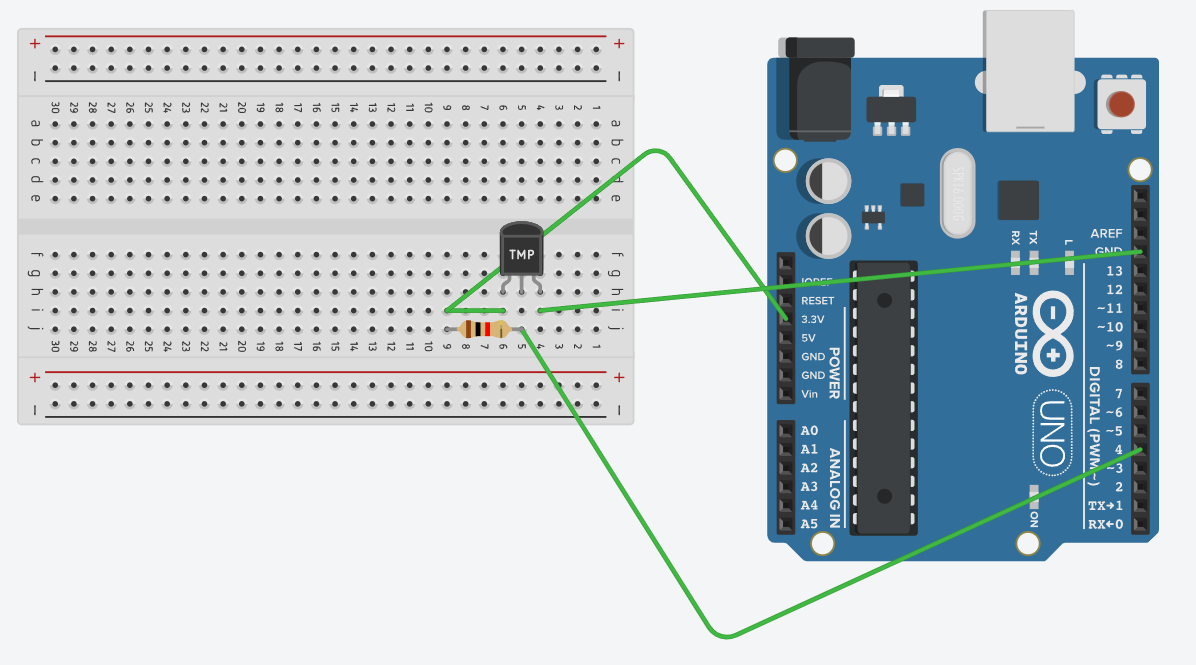 + +
– –
30 29 28 27 26 25 24 23 22 21 20 19 18 17 16 15 14 13 12 11 10 9 8 7 6 5 4 3 2 1
a a
b b
c c
d d
e e
TMP
f f
g g
h h
i i
j j
30 29 28 27 26 25 24 23 22 21 20 19 18 17 16 15 14 13 12 11 10 9 8 7 6 5 4 3 2 1
+ +
– –
IOREF
RESET
3.3V
5V
GND
GND
Vin
POWER
A0
A1
A2
A3
A4
A5
ANALOG IN
RX
TX
L
ARDUINO
UNO
ON
AREF
GND
13
12
~11
~10
~9
8
7
~6
~5
4
~3
2
TX→1
RX←0
DIGITAL (PWM~)